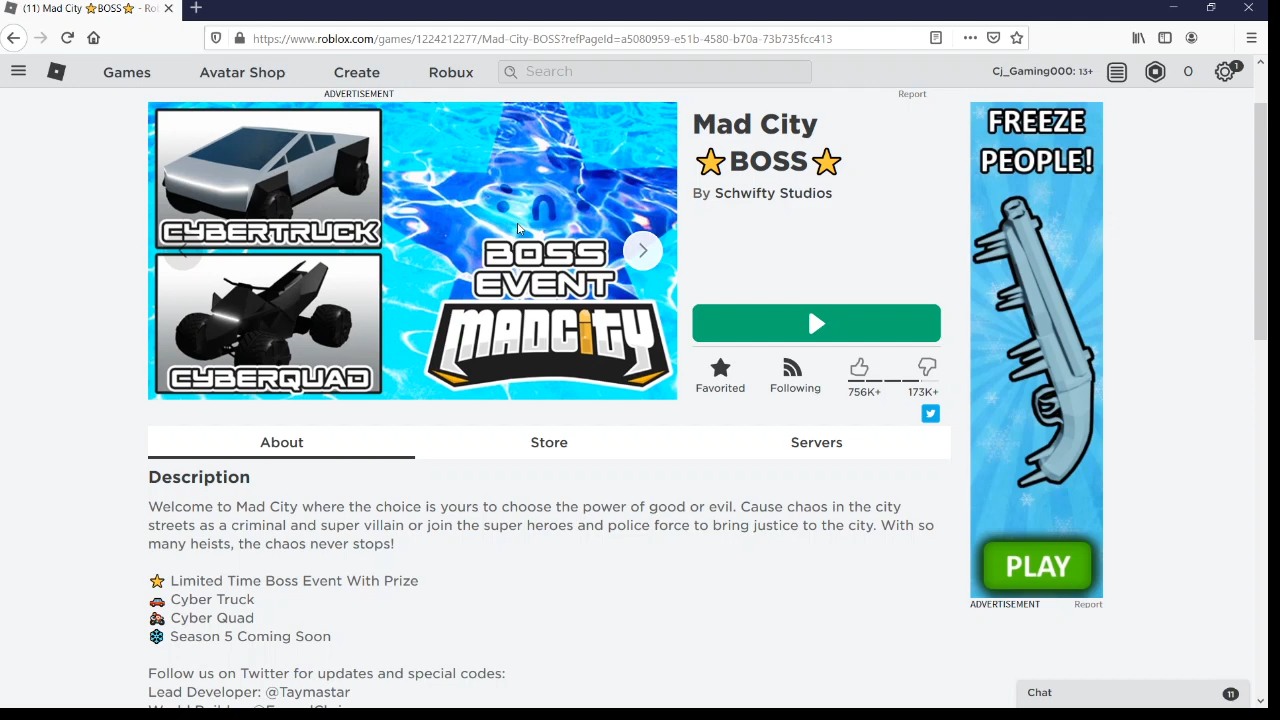 (11) Mad City ⭐BOSS⭐ - Ro
https://www.roblox.com/games/1224212277/Mad-City-BOSS?refPageId=a5080959-e51b-4580-b70a-73b735fcc413
Games
Avatar Shop
Create
Robux
Search
Cj_Gaming000: 13+
0
1
ADVERTISEMENT
Report
CYBERTRUCK
CYBERQUAD
BOSS
EVENT
MADCITY
Mad City
⭐BOSS⭐
By Schwifty Studios
Favorited
Following
756K+
173K+
FREEZE
PEOPLE!
PLAY
ADVERTISEMENT
Report
About
Store
Servers
Description
Welcome to Mad City where the choice is yours to choose the power of good or evil. Cause chaos in the city
streets as a criminal and super villain or join the super heroes and police force to bring justice to the city. With so
many heists, the chaos never stops!
⭐ Limited Time Boss Event With Prize
🚗 Cyber Truck
🏍️ Cyber Quad
❄️ Season 5 Coming Soon
Follow us on Twitter for updates and special codes:
Lead Developer: @Taymastar
Chat
11